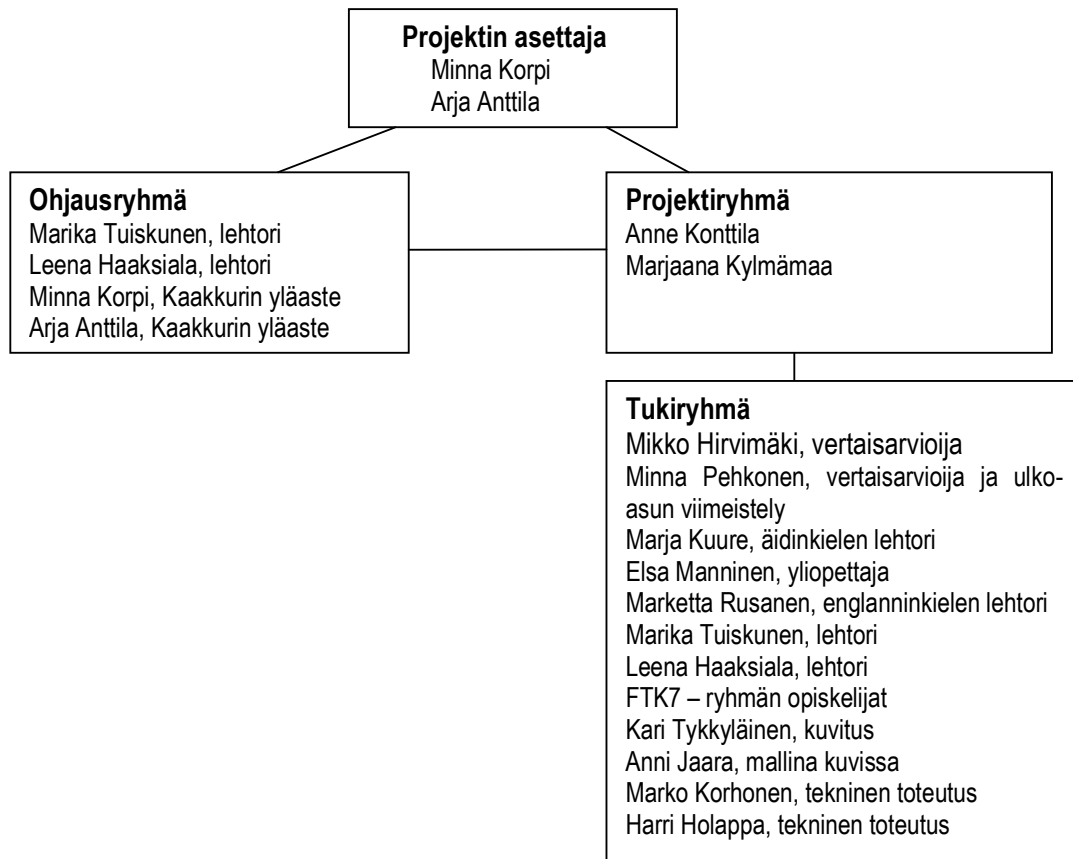 Projektin asettaja
Minna Korpi
Arja Anttila
Ohjausryhmä
Marika Tuiskunen, lehtori
Leena Haaksiala, lehtori
Minna Korpi, Kaakkurin yläaste
Arja Anttila, Kaakkurin yläaste
Projektiryhmä
Anne Konttila
Marjaana Kylmämaa
Tukiryhmä
Mikko Hirvimäki, vertaisarvioija
Minna Pehkonen, vertaisarvioija ja ulko-
asun viimeistely
Marja Kuure, äidinkielen lehtori
Elsa Manninen, yliopettaja
Marketta Rusanen, englanninkielen lehtori
Marika Tuiskunen, lehtori
Leena Haaksiala, lehtori
FTK7 – ryhmän opiskelijat
Kari Tykkyläinen, kuvitus
Anni Jaara, mallina kuvissa
Marko Korhonen, tekninen toteutus
Harri Holappa, tekninen toteutus